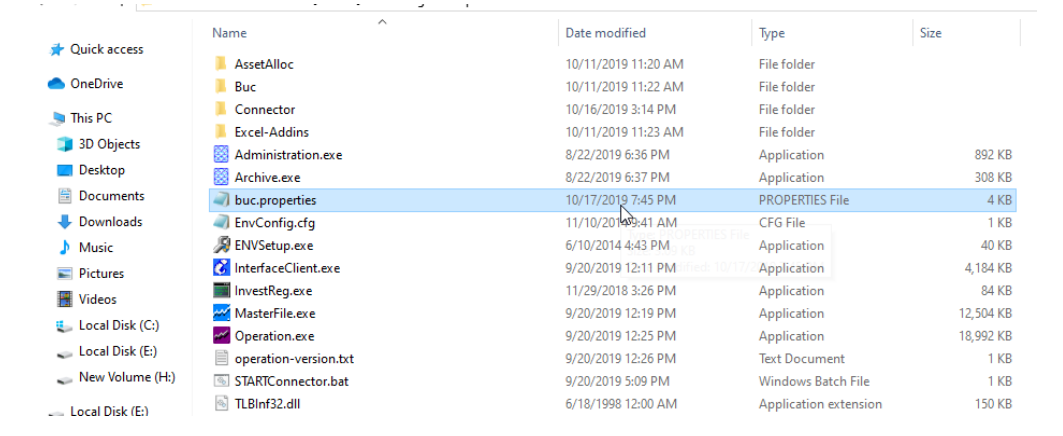 Name Date modified Type Size
Quick access
OneDrive
This PC
3D Objects
Desktop
Documents
Downloads
Music
Pictures
Videos
Local Disk (C:)
Local Disk (E:)
New Volume (H:)
Local Disk (E:)
AssetAlloc 10/11/2019 11:20 AM File folder
Buc 10/11/2019 11:22 AM File folder
Connector 10/16/2019 3:14 PM File folder
Excel-Addins 10/11/2019 11:23 AM File folder
Administration.exe 8/22/2019 6:36 PM Application 892 KB
Archive.exe 8/22/2019 6:37 PM Application 308 KB
buc.properties 10/17/2019 7:45 PM PROPERTIES File 4 KB
EnvConfig.cfg 11/10/2014 9:41 AM CFG File 1 KB
ENVSetup.exe 6/10/2014 4:43 PM Application 40 KB
InterfaceClient.exe 9/20/2019 12:11 PM Application 4,184 KB
InvestReg.exe 11/29/2018 3:26 PM Application 84 KB
MasterFile.exe 9/20/2019 12:19 PM Application 12,504 KB
Operation.exe 9/20/2019 12:25 PM Application 18,992 KB
operation-version.txt 9/20/2019 12:26 PM Text Document 1 KB
STARTConnector.bat 9/20/2019 5:09 PM Windows Batch File 1 KB
TLBInf32.dll 6/18/1998 12:00 AM Application extension 150 KB